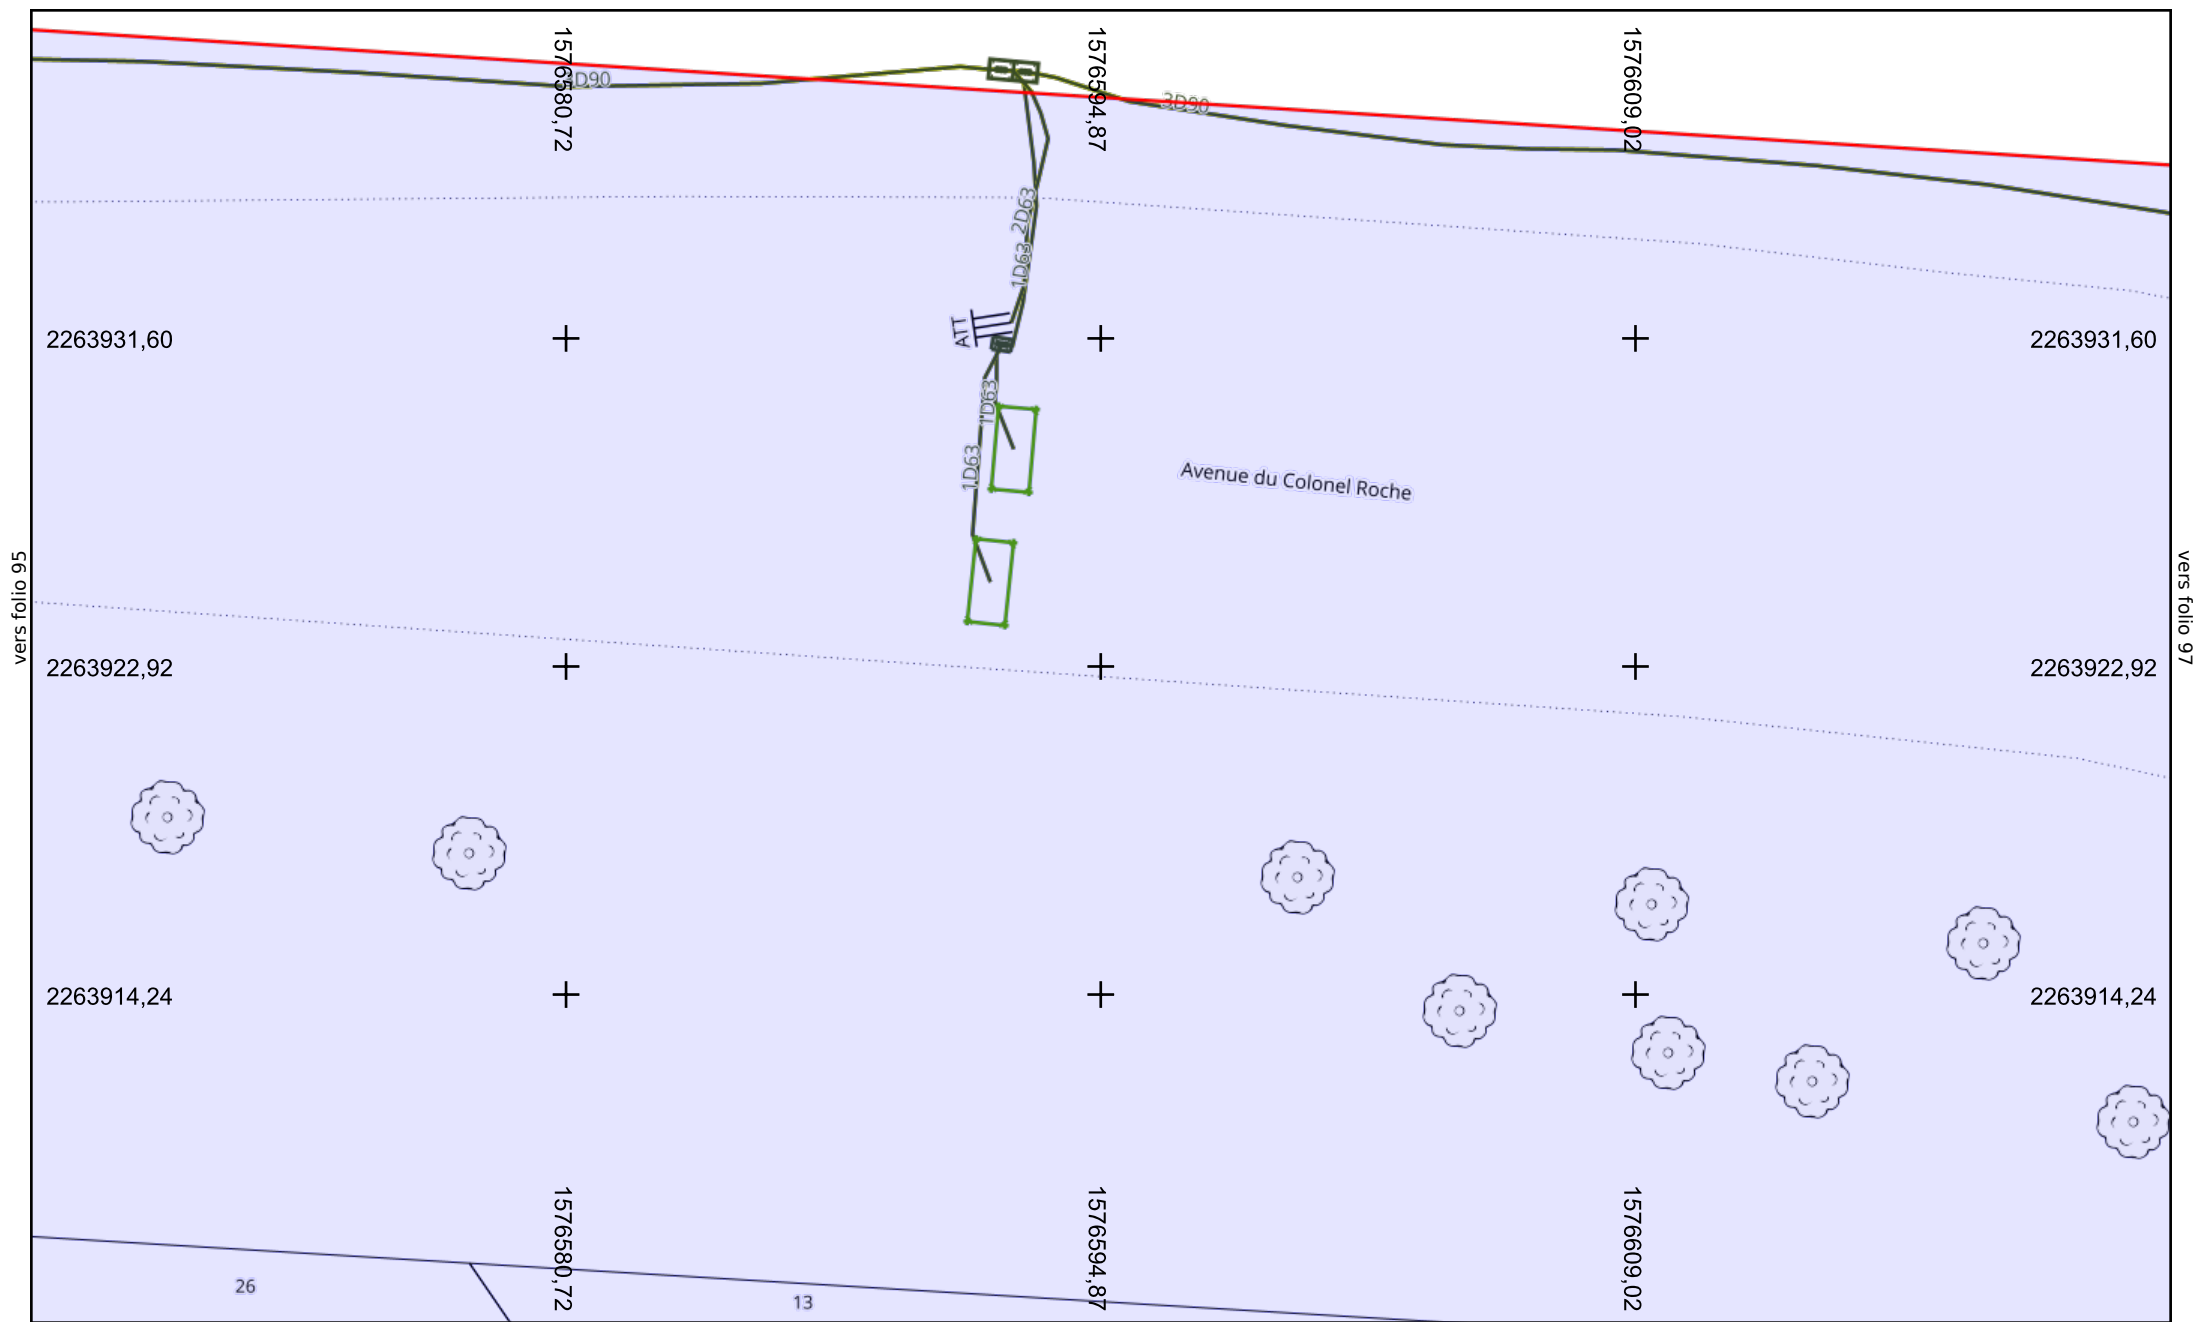 1576580,72
1576594,87
1576609,02
3D90
3D90
2D63
1D63
ATT
2263931,60
2263931,60
1D63
1D63
Avenue du Colonel Roche
vers folio 95
vers folio 97
2263922,92
2263922,92
2263914,24
2263914,24
1576580,72
1576594,87
1576609,02
26
13